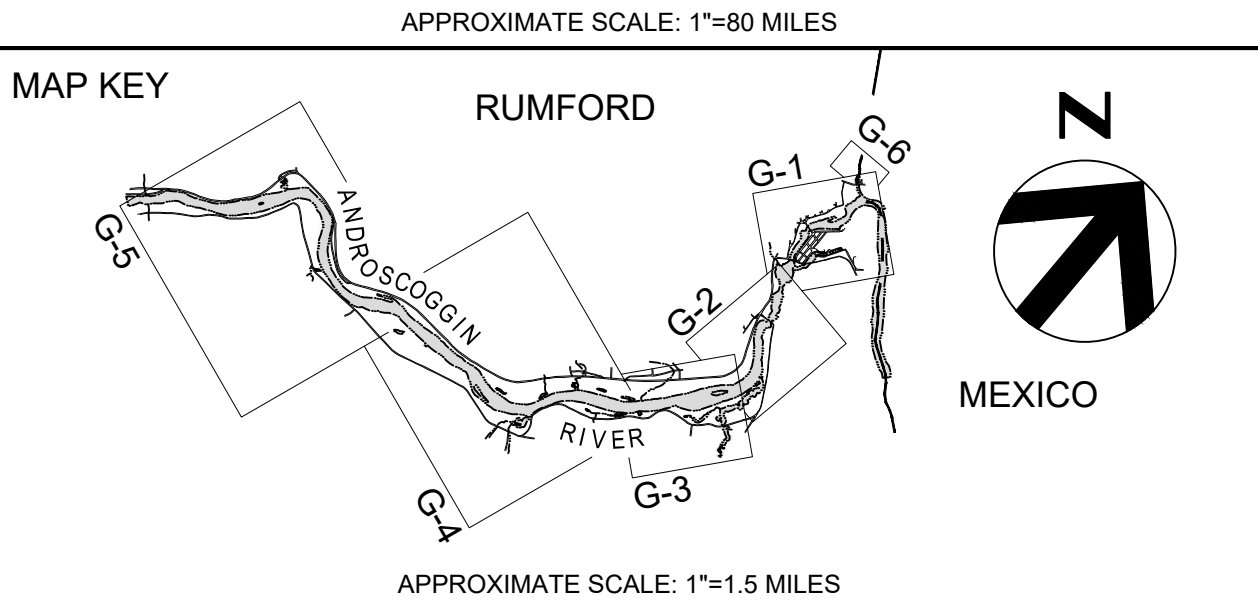 APPROXIMATE SCALE: 1"=80 MILES
MAP KEY
RUMFORD
N
G-6
G-1
ANDROSCOGGIN
G-5
G-2
MEXICO
RIVER
G-3
G-4
APPROXIMATE SCALE: 1"=1.5 MILES